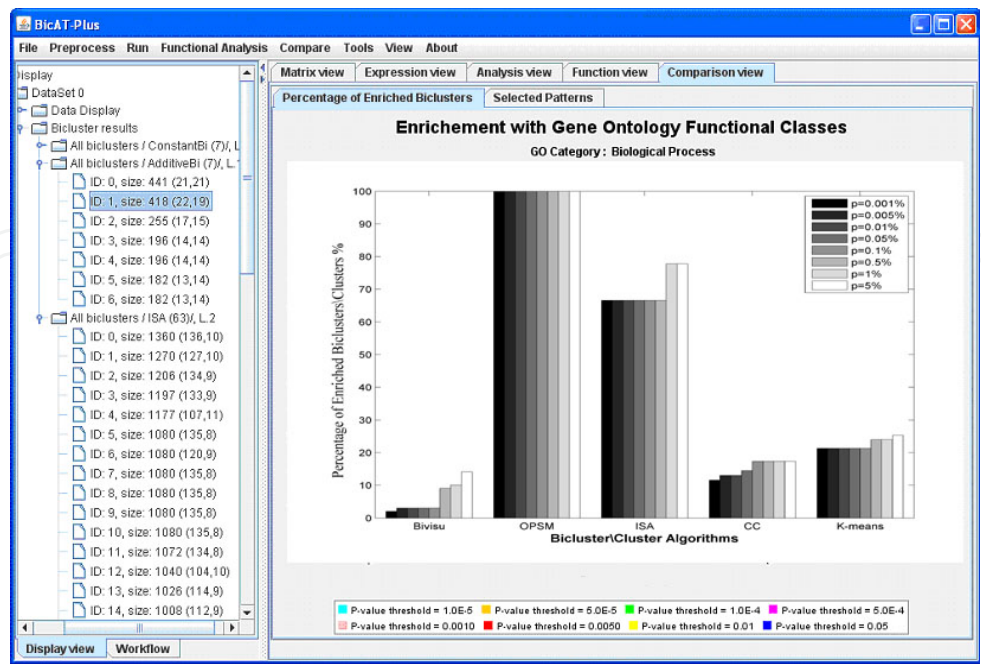 BicAT-Plus
File Preprocess Run Functional Analysis Compare Tools View About
Display
DataSet 0
Data Display
Bicluster results
All biclusters / ConstantBi (7)/, L
All biclusters / AdditiveBi (7)/, L.
ID: 0, size: 441 (21,21)
ID: 1, size: 418 (22,19)
ID: 2, size: 255 (17,15)
ID: 3, size: 196 (14,14)
ID: 4, size: 196 (14,14)
ID: 5, size: 182 (13,14)
ID: 6, size: 182 (13,14)
All biclusters / ISA (63)/, L.2
ID: 0, size: 1360 (136,10)
ID: 1, size: 1270 (127,10)
ID: 2, size: 1206 (134,9)
ID: 3, size: 1197 (133,9)
ID: 4, size: 1177 (107,11)
ID: 5, size: 1080 (135,8)
ID: 6, size: 1080 (120,9)
ID: 7, size: 1080 (135,8)
ID: 8, size: 1080 (135,8)
ID: 9, size: 1080 (135,8)
ID: 10, size: 1080 (135,8)
ID: 11, size: 1072 (134,8)
ID: 12, size: 1040 (104,10)
ID: 13, size: 1026 (114,9)
ID: 14, size: 1008 (112,9)
Display view Workflow
Matrix view Expression view Analysis view Function view Comparison view
Percentage of Enriched Biclusters Selected Patterns
Enrichement with Gene Ontology Functional Classes
GO Category : Biological Process
Percentage of Enriched Biclusters\Clusters %
100
90
80
70
60
50
40
30
20
10
0
p=0.001%
p=0.005%
p=0.01%
p=0.05%
p=0.1%
p=0.5%
p=1%
p=5%
Bivisu OPSM ISA CC K-means
Bicluster\Cluster Algorithms
P-value threshold = 1.0E-5 P-value threshold = 5.0E-5 P-value threshold = 1.0E-4 P-value threshold = 5.0E-4
P-value threshold = 0.0010 P-value threshold = 0.0050 P-value threshold = 0.01 P-value threshold = 0.05